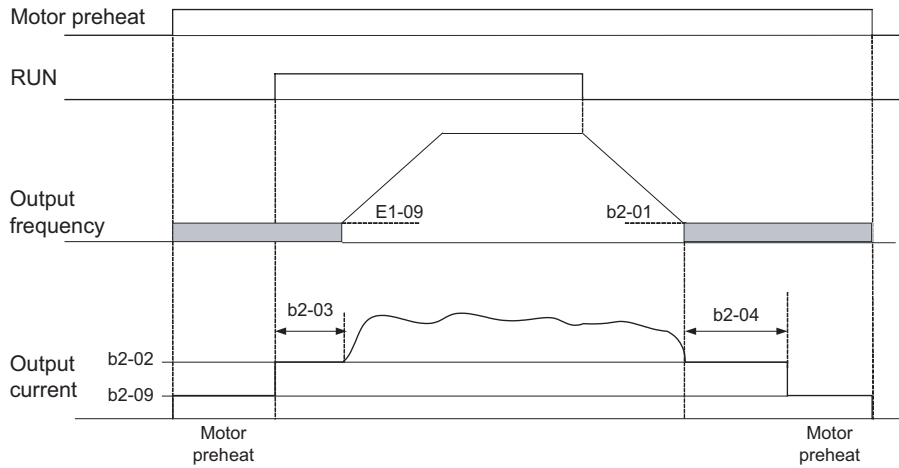 Motor preheat
RUN
Output
frequency
E1-09
b2-01
b2-03
b2-04
Output
current
b2-02
b2-09
Motor
preheat
Motor
preheat